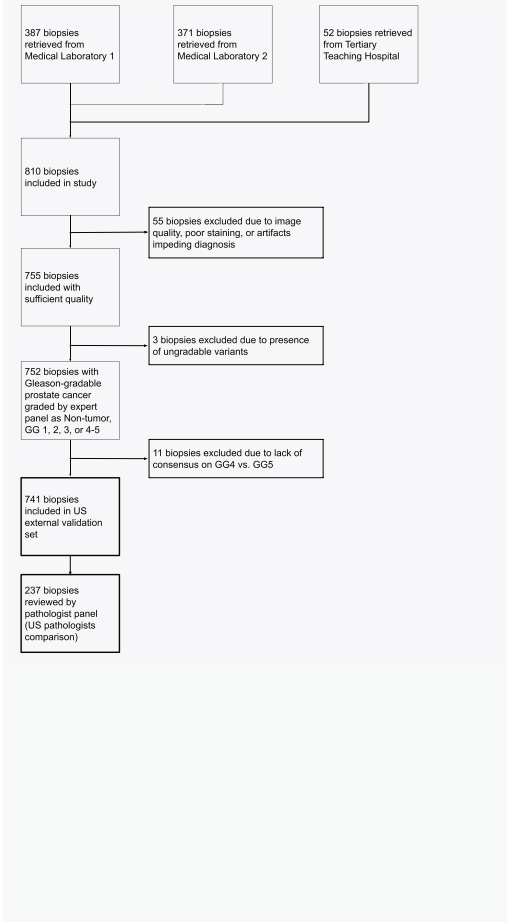 387 biopsies
retrieved from
Medical Laboratory 1
371 biopsies
retrieved from
Medical Laboratory 2
52 biopsies retrieved
from Tertiary
Teaching Hospital
810 biopsies
included in study
55 biopsies excluded due to image
quality, poor staining, or artifacts
impeding diagnosis
755 biopsies
included with
sufficient quality
3 biopsies excluded due to presence
of ungradable variants
752 biopsies with
Gleason-gradable
prostate cancer
graded by expert
panel as Non-tumor,
GG 1, 2, 3, or 4-5
11 biopsies excluded due to lack of
consensus on GG4 vs. GG5
741 biopsies
included in US
external validation
set
237 biopsies
reviewed by
pathologist panel
(US pathologists
comparison)